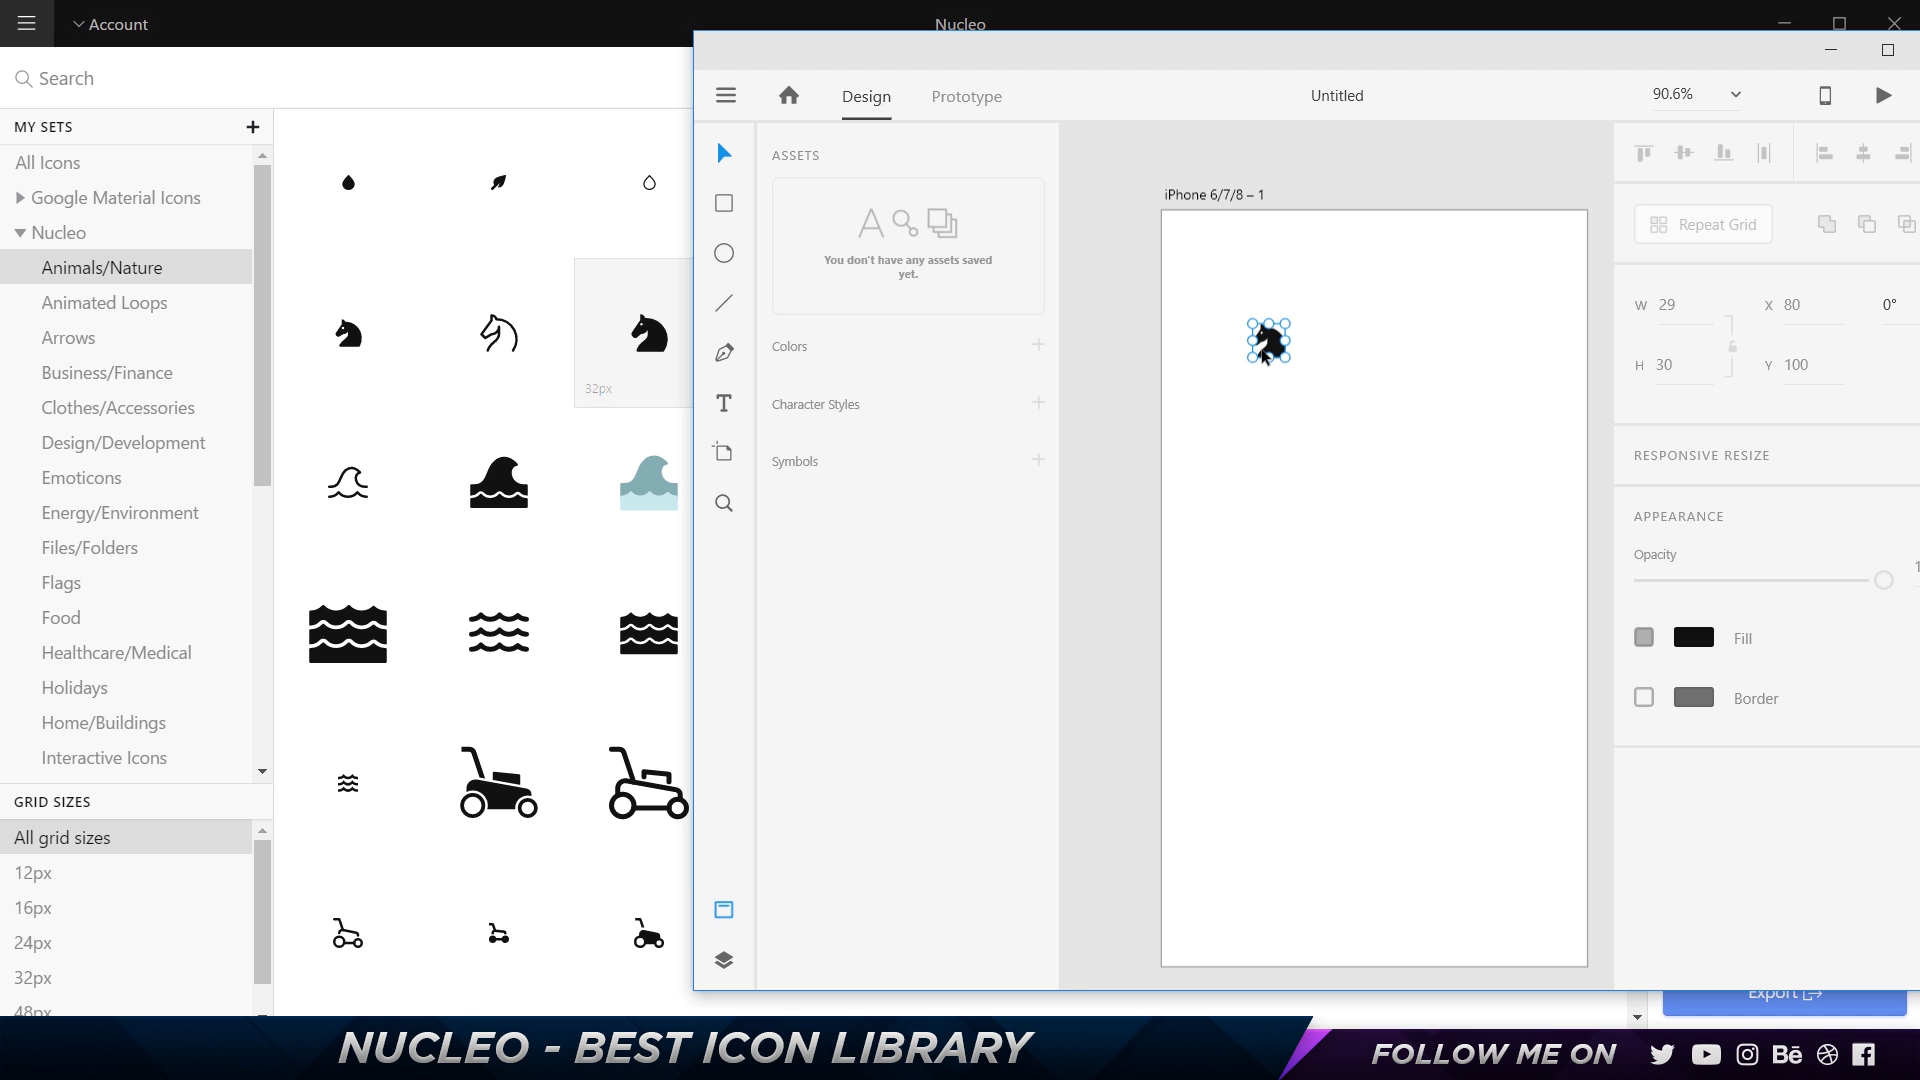 Account
Nucleo
Search
MY SETS
All Icons
Google Material Icons
Nucleo
Animals/Nature
Animated Loops
Arrows
Business/Finance
Clothes/Accessories
Design/Development
Emoticons
Energy/Environment
Files/Folders
Flags
Food
Healthcare/Medical
Holidays
Home/Buildings
Interactive Icons
GRID SIZES
All grid sizes
12px
16px
24px
32px
48px
32px
Design
Prototype
Untitled
90.6%
ASSETS
You don't have any assets saved
yet.
Colors
Character Styles
Symbols
iPhone 6/7/8 – 1
Repeat Grid
W 29
X 80
0°
H 30
Y 100
RESPONSIVE RESIZE
APPEARANCE
Opacity
Fill
Border
Export
NUCLEO - BEST ICON LIBRARY
FOLLOW ME ON
Bē